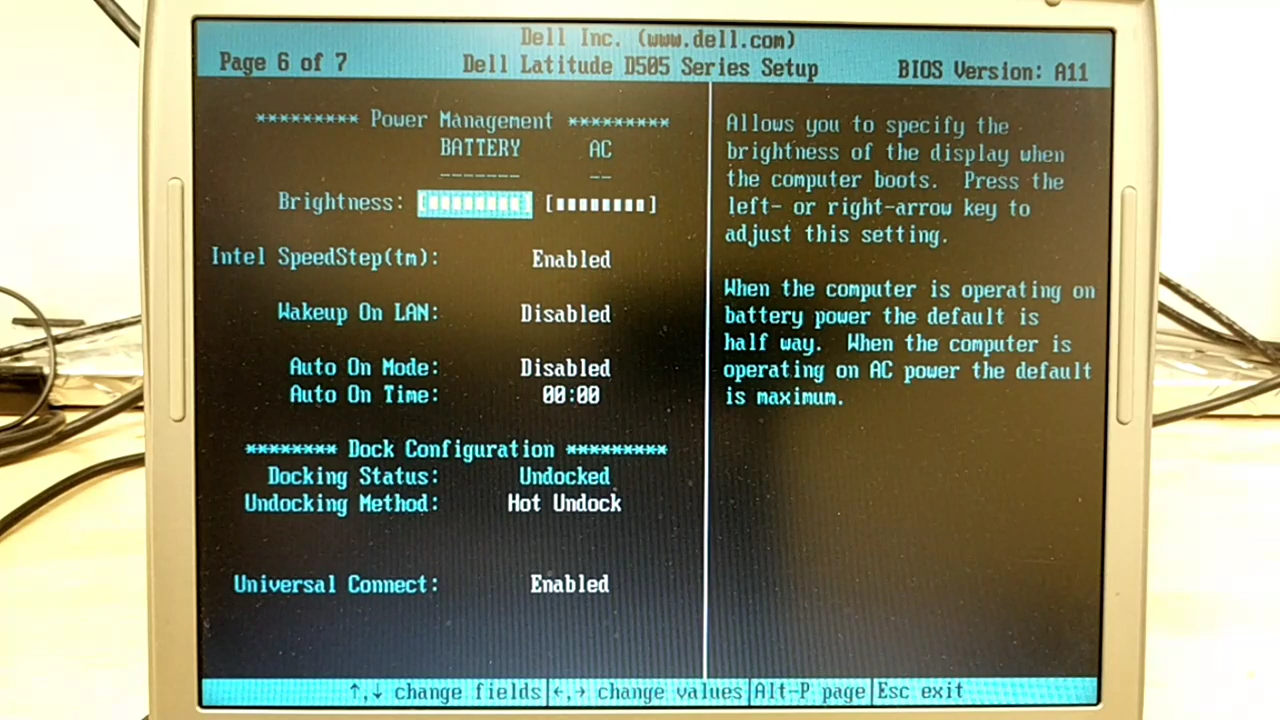 Dell Inc. (www.dell.com)
Page 6 of 7 Dell Latitude D505 Series Setup BIOS Version: A11
********* Power Management *********
BATTERY AC
------- --
Brightness: [▮▮▮▮▮▮▮▮] [▮▮▮▮▮▮▮▮]
Intel SpeedStep(tm): Enabled
Wakeup On LAN: Disabled
Auto On Mode: Disabled
Auto On Time: 00:00
******** Dock Configuration *********
Docking Status: Undocked
Undocking Method: Hot Undock
Universal Connect: Enabled
Allows you to specify the
brightness of the display when
the computer boots. Press the
left- or right-arrow key to
adjust this setting.
When the computer is operating on
battery power the default is
half way. When the computer is
operating on AC power the default
is maximum.
↑,↓ change fields|←,→ change values|Alt-P page|Esc exit